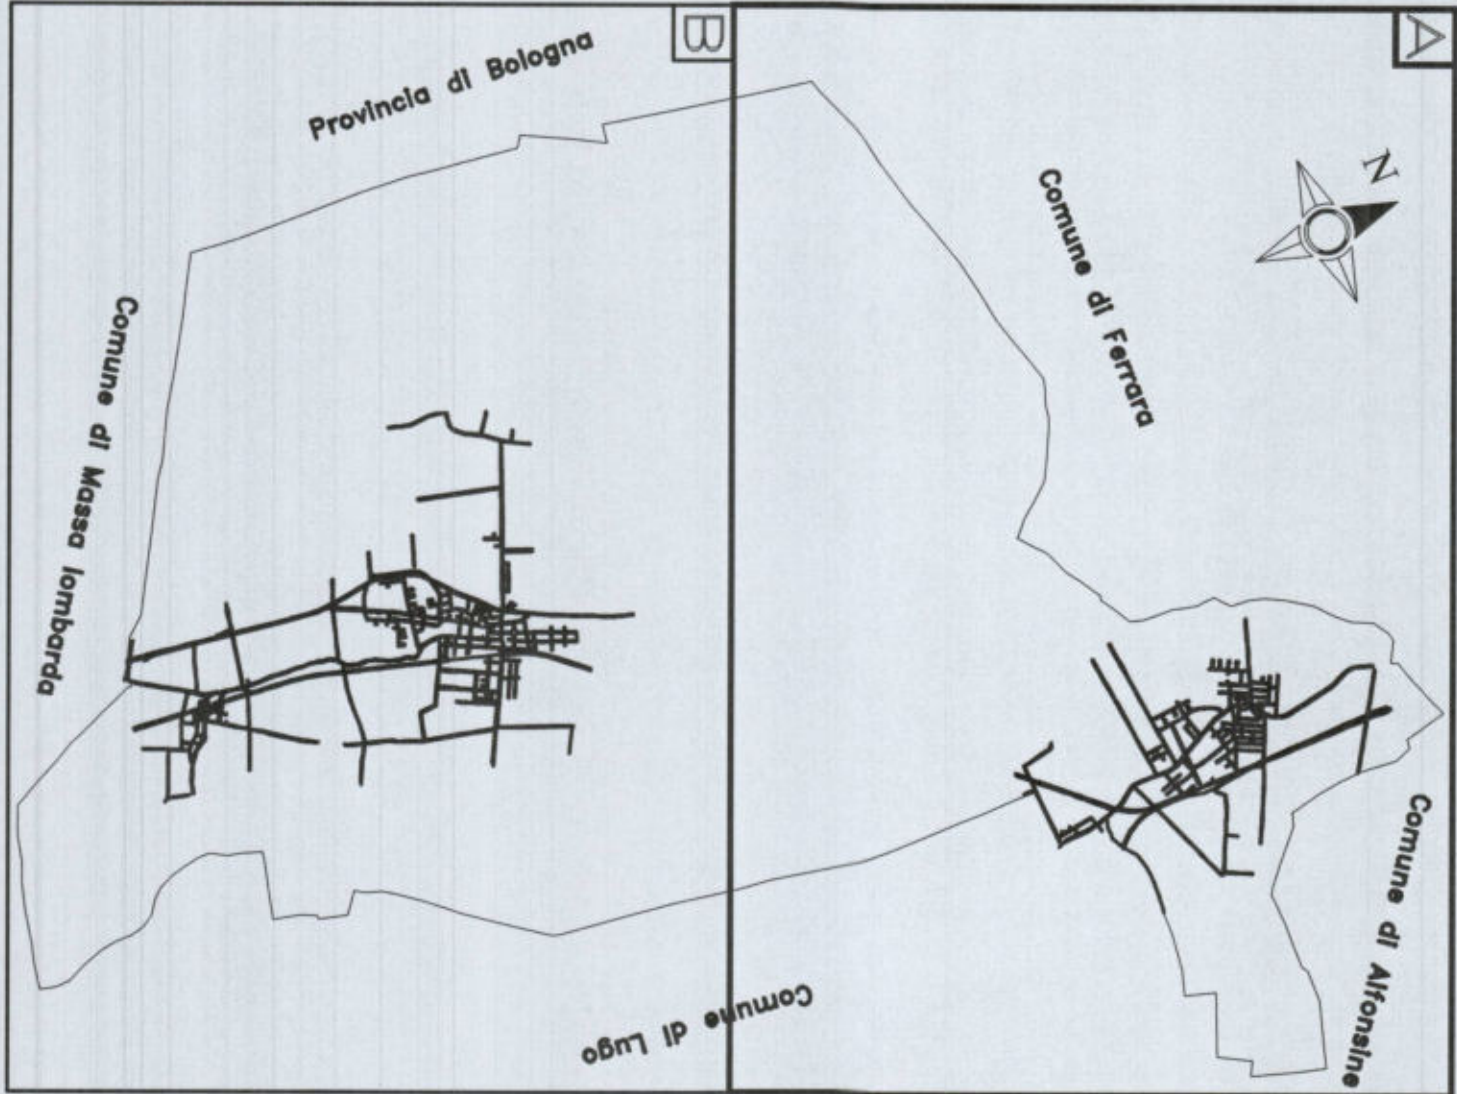 B
A
Provincia di Bologna
N
Comune di Ferrara
Comune di Massa lombarda
Comune di Alfonsine
Comune di Lugo